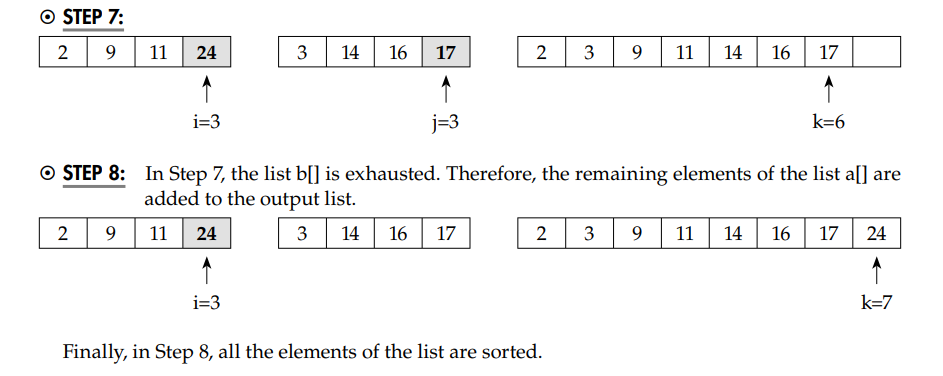 STEP 7:
2 9 11 24 3 14 16 17 2 3 9 11 14 16 17
i=3 j=3 k=6
STEP 8: In Step 7, the list b[] is exhausted. Therefore, the remaining elements of the list a[] are
added to the output list.
2 9 11 24 3 14 16 17 2 3 9 11 14 16 17 24
i=3 k=7
Finally, in Step 8, all the elements of the list are sorted.